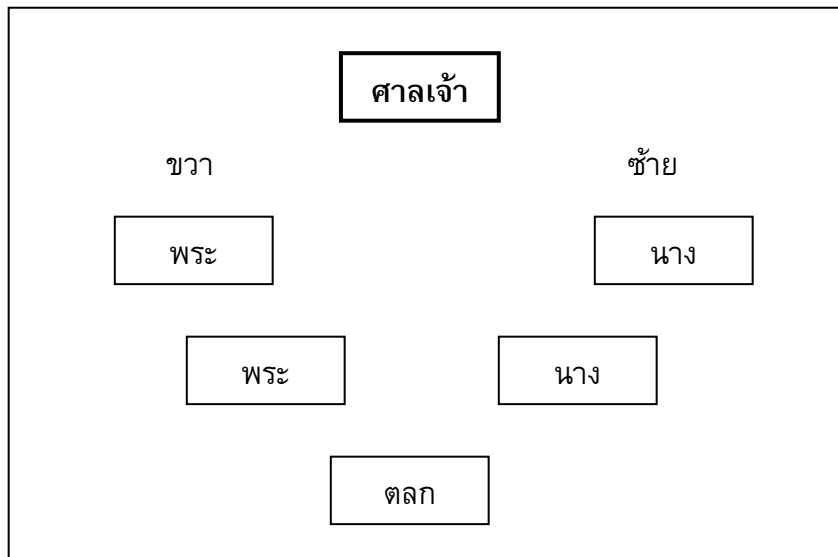 ศาลเจ้า
ขวา ซ้าย
พระ นาง
พระ นาง
ตลก